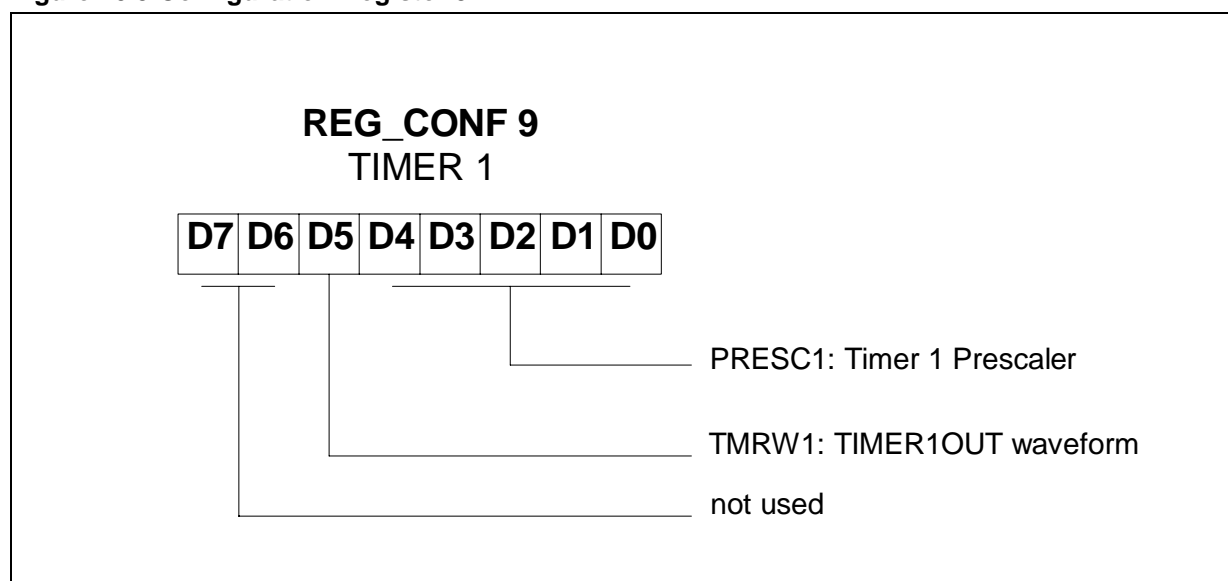 REG_CONF 9
TIMER 1
D7 D6 D5 D4 D3 D2 D1 D0
PRESC1: Timer 1 Prescaler
TMRW1: TIMER1OUT waveform
not used